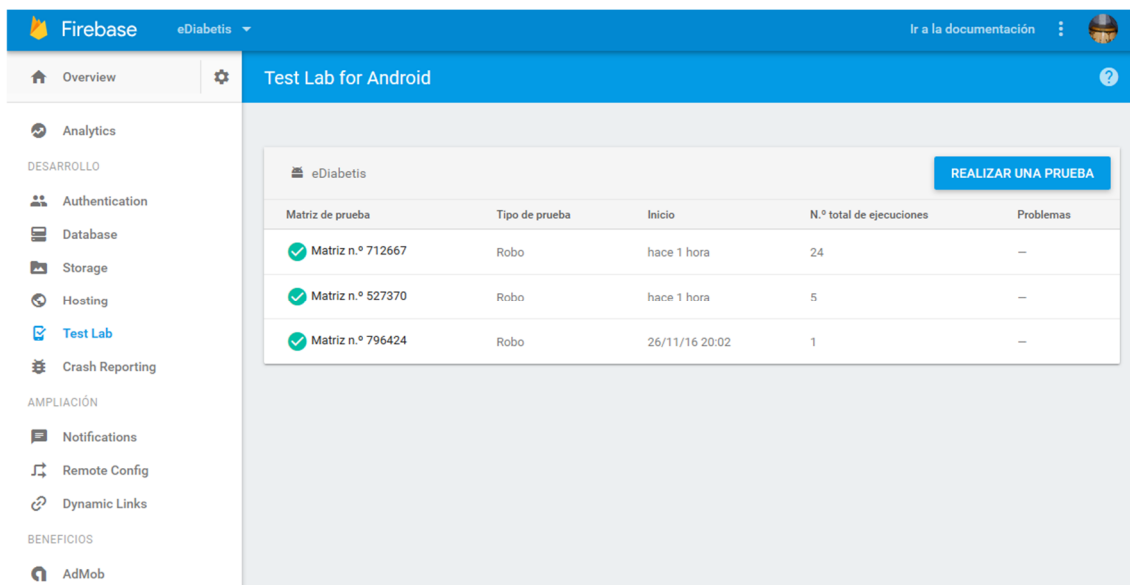 Firebase
eDiabetis
Ir a la documentación
Overview
Test Lab for Android
?
Analytics
DESARROLLO
Authentication
Database
Storage
Hosting
Test Lab
Crash Reporting
AMPLIACIÓN
Notifications
Remote Config
Dynamic Links
BENEFICIOS
AdMob
eDiabetis
REALIZAR UNA PRUEBA
Matriz de prueba Tipo de prueba Inicio N.º total de ejecuciones Problemas
Matriz n.º 712667 Robo hace 1 hora 24 —
Matriz n.º 527370 Robo hace 1 hora 5 —
Matriz n.º 796424 Robo 26/11/16 20:02 1 —